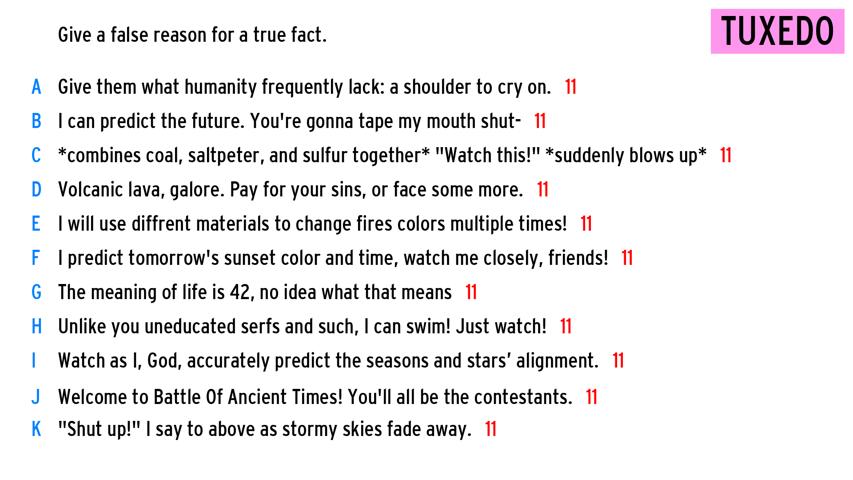 Give a false reason for a true fact.
TUXEDO
A Give them what humanity frequently lack: a shoulder to cry on. 11
B I can predict the future. You're gonna tape my mouth shut- 11
C *combines coal, saltpeter, and sulfur together* "Watch this!" *suddenly blows up* 11
D Volcanic lava, galore. Pay for your sins, or face some more. 11
E I will use diffrent materials to change fires colors multiple times! 11
F I predict tomorrow's sunset color and time, watch me closely, friends! 11
G The meaning of life is 42, no idea what that means 11
H Unlike you uneducated serfs and such, I can swim! Just watch! 11
I Watch as I, God, accurately predict the seasons and stars’ alignment. 11
J Welcome to Battle Of Ancient Times! You'll all be the contestants. 11
K "Shut up!" I say to above as stormy skies fade away. 11